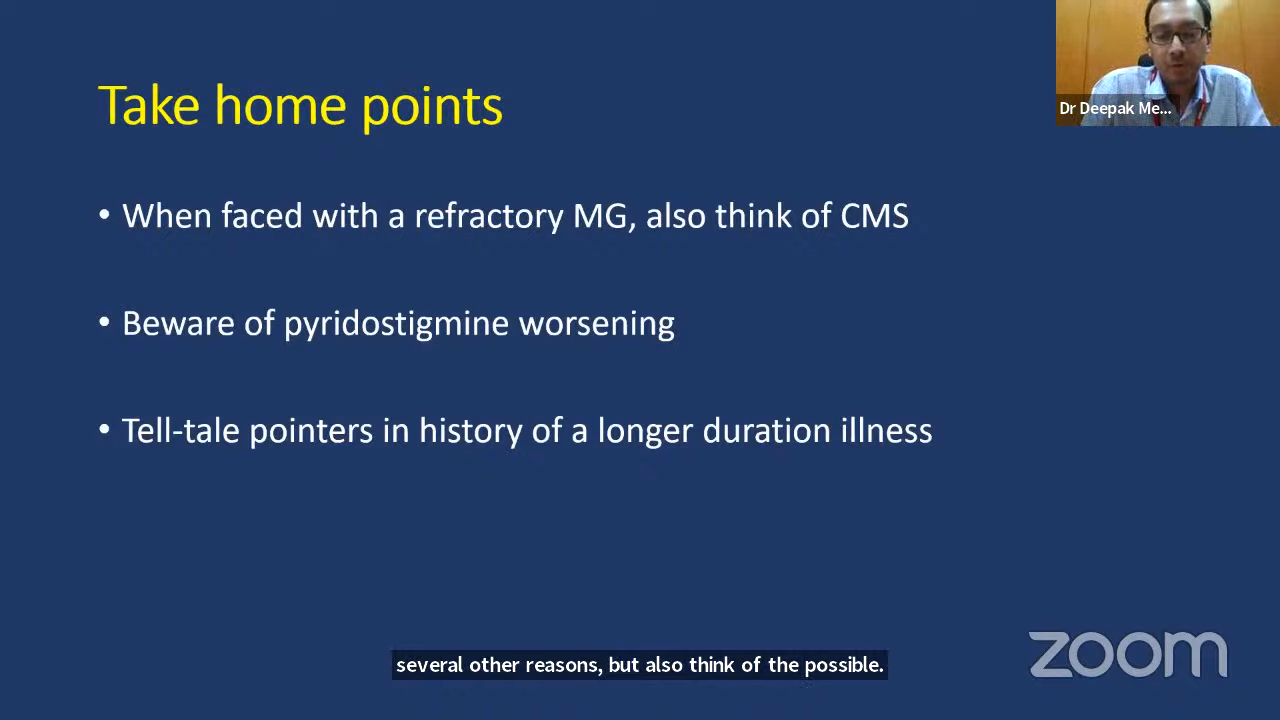 Take home points
Dr Deepak Me...
• When faced with a refractory MG, also think of CMS
• Beware of pyridostigmine worsening
• Tell-tale pointers in history of a longer duration illness
several other reasons, but also think of the possible.
zoom